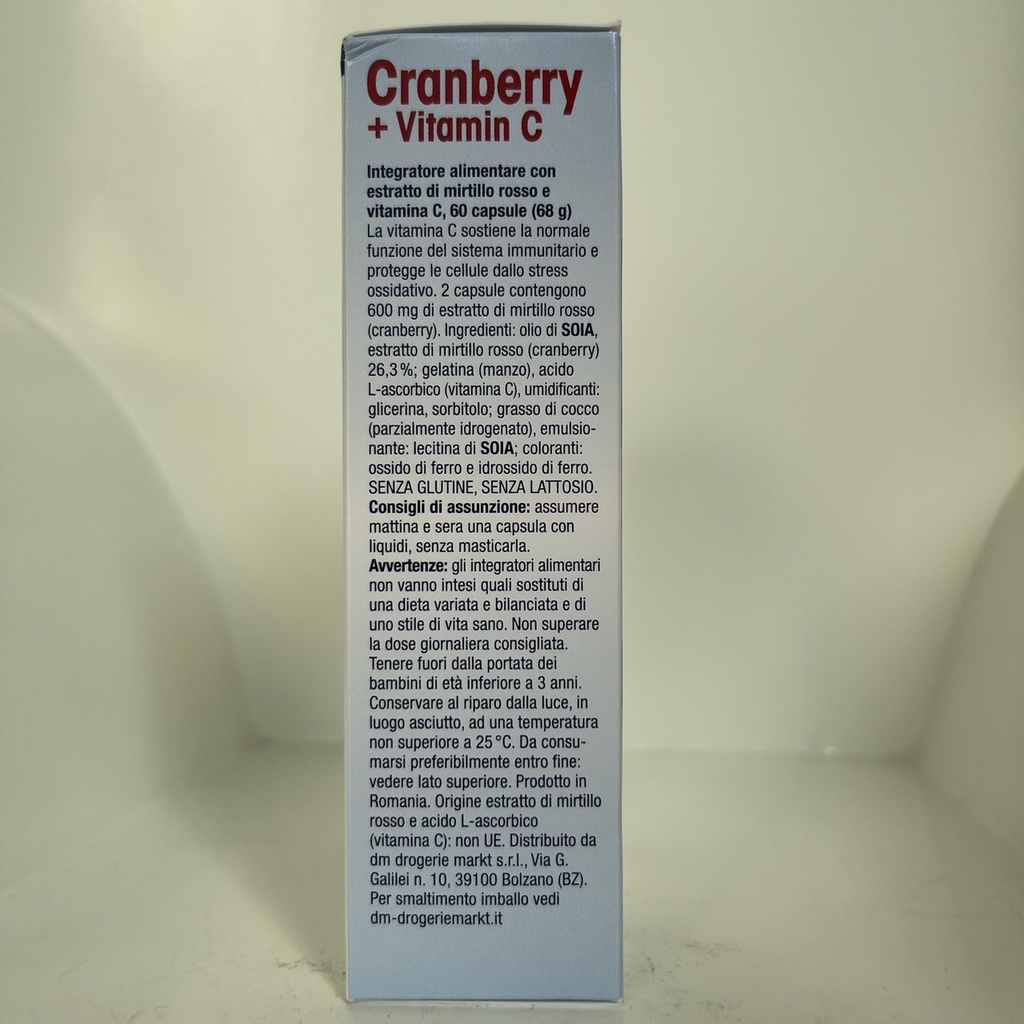 Cranberry
+ Vitamin C
Integratore alimentare con
estratto di mirtillo rosso e
vitamina C, 60 capsule (68 g)
La vitamina C sostiene la normale
funzione del sistema immunitario e
protegge le cellule dallo stress
ossidativo. 2 capsule contengono
600 mg di estratto di mirtillo rosso
(cranberry). Ingredienti: olio di SOIA,
estratto di mirtillo rosso (cranberry)
26,3 %; gelatina (manzo), acido
L-ascorbico (vitamina C), umidificanti:
glicerina, sorbitolo; grasso di cocco
(parzialmente idrogenato), emulsio-
nante: lecitina di SOIA; coloranti:
ossido di ferro e idrossido di ferro.
SENZA GLUTINE, SENZA LATTOSIO.
Consigli di assunzione: assumere
mattina e sera una capsula con
liquidi, senza masticarla.
Avvertenze: gli integratori alimentari
non vanno intesi quali sostituti di
una dieta variata e bilanciata e di
uno stile di vita sano. Non superare
la dose giornaliera consigliata.
Tenere fuori dalla portata dei
bambini di età inferiore a 3 anni.
Conservare al riparo dalla luce, in
luogo asciutto, ad una temperatura
non superiore a 25 °C. Da consu-
marsi preferibilmente entro fine:
vedere lato superiore. Prodotto in
Romania. Origine estratto di mirtillo
rosso e acido L-ascorbico
(vitamina C): non UE. Distribuito da
dm drogerie markt s.r.l., Via G.
Galilei n. 10, 39100 Bolzano (BZ).
Per smaltimento imballo vedi
dm-drogeriemarkt.it